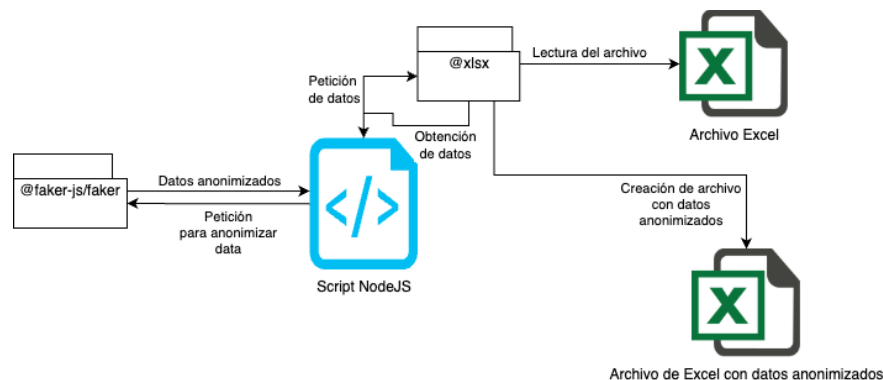 @xlsx
Lectura del archivo
Petición
de datos
Obtención
de datos
Archivo Excel
@faker-js/faker
Datos anonimizados
Petición
para anonimizar
data
</>
Script NodeJS
Creación de archivo
con datos
anonimizados
X
X
Archivo de Excel con datos anonimizados